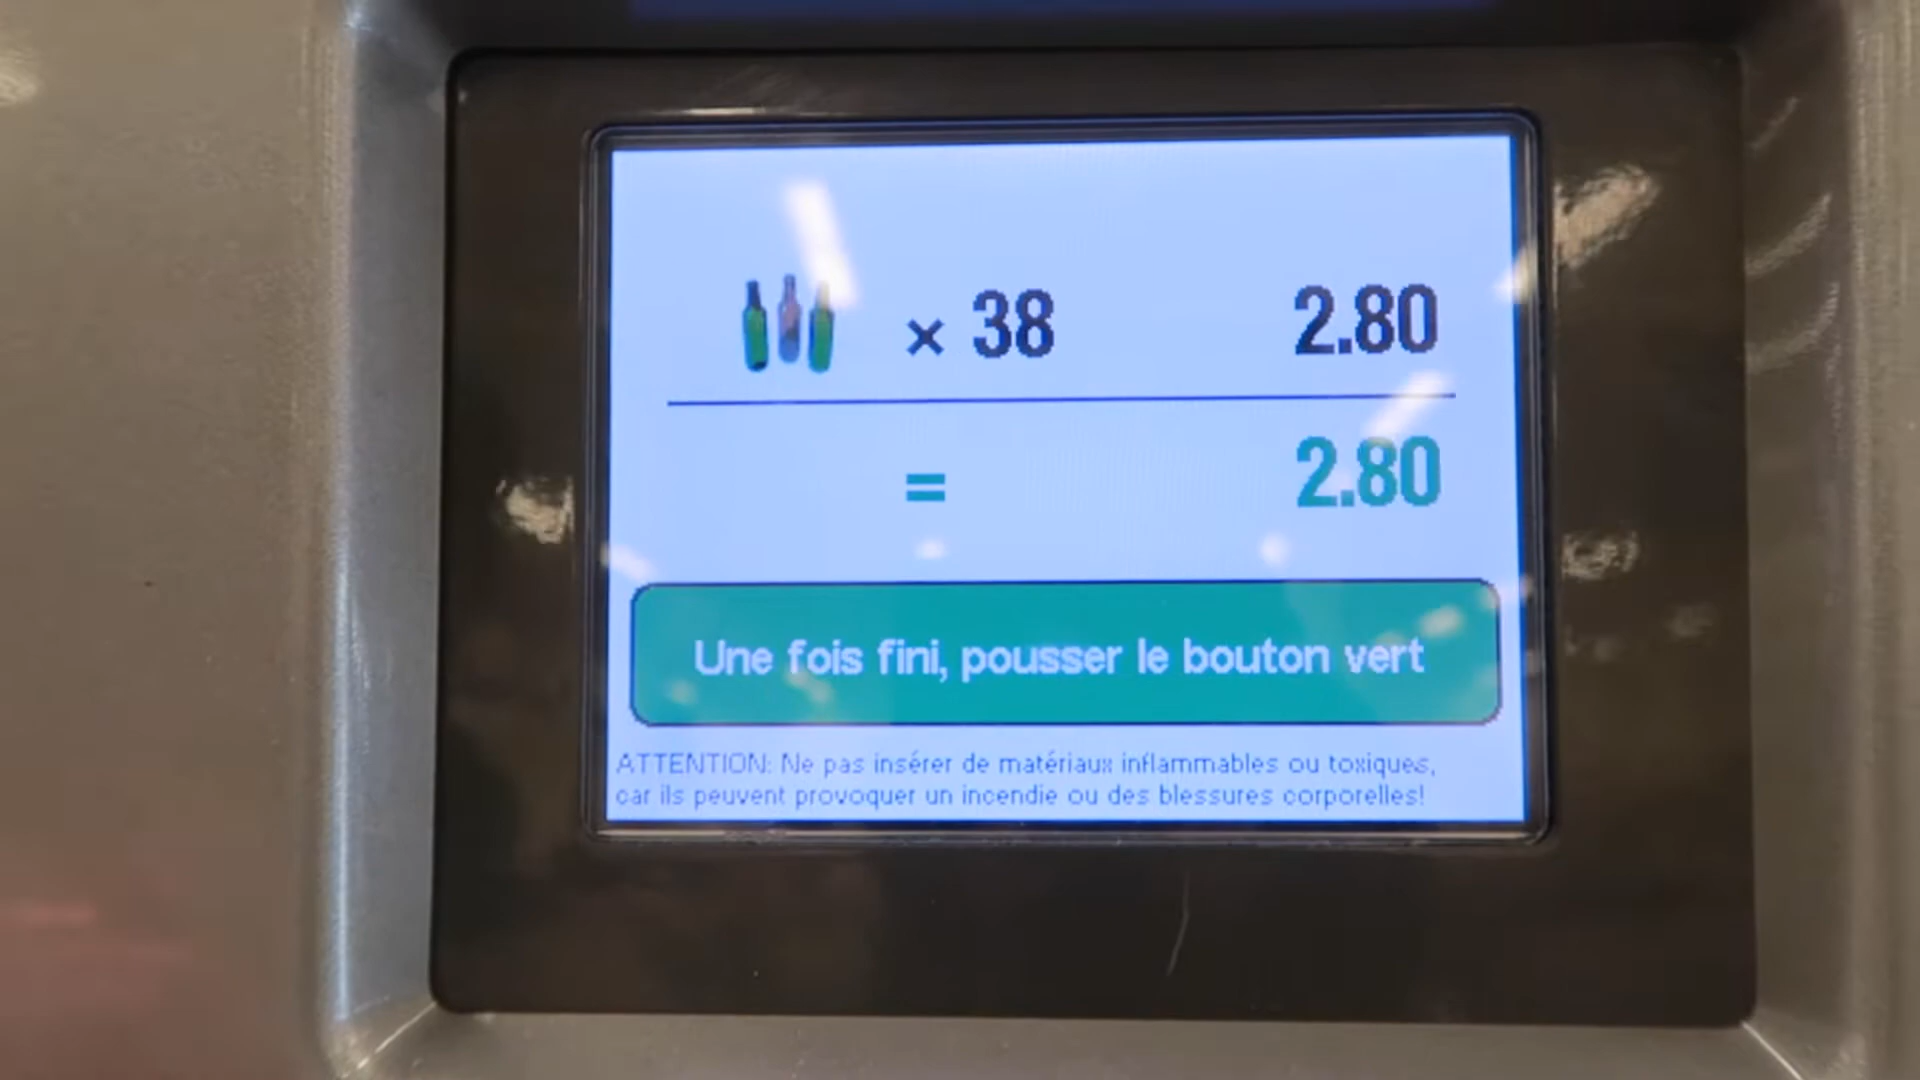 × 38 2.80
= 2.80
Une fois fini, pousser le bouton vert
ATTENTION: Ne pas insérer de matériaux inflammables ou toxiques,
car ils peuvent provoquer un incendie ou des blessures corporelles!